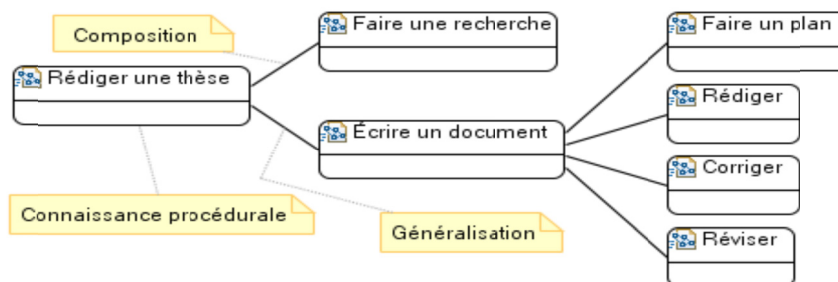 Composition
Faire une recherche
Faire un plan
Rédiger une thèse
Rédiger
Écrire un document
Corriger
Connaissance procédurale
Généralisation
Réviser